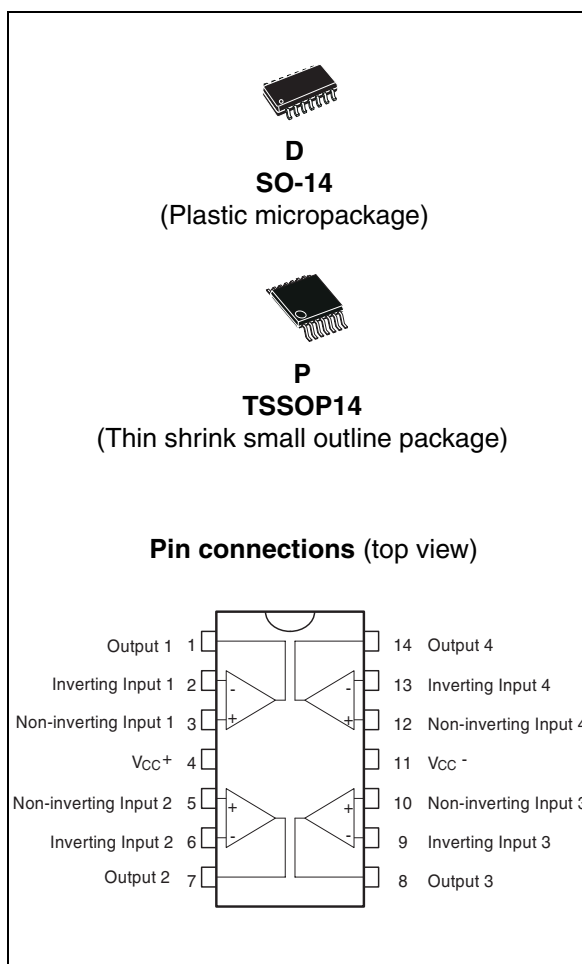 D
SO-14
(Plastic micropackage)
P
TSSOP14
(Thin shrink small outline package)
Pin connections (top view)
Output 1 1
Inverting Input 1 2
Non-inverting Input 1 3
VCC+ 4
Non-inverting Input 2 5
Inverting Input 2 6
Output 2 7
-
+
+
-
-
+
+
-
14 Output 4
13 Inverting Input 4
12 Non-inverting Input 4
11 VCC -
10 Non-inverting Input 3
9 Inverting Input 3
8 Output 3